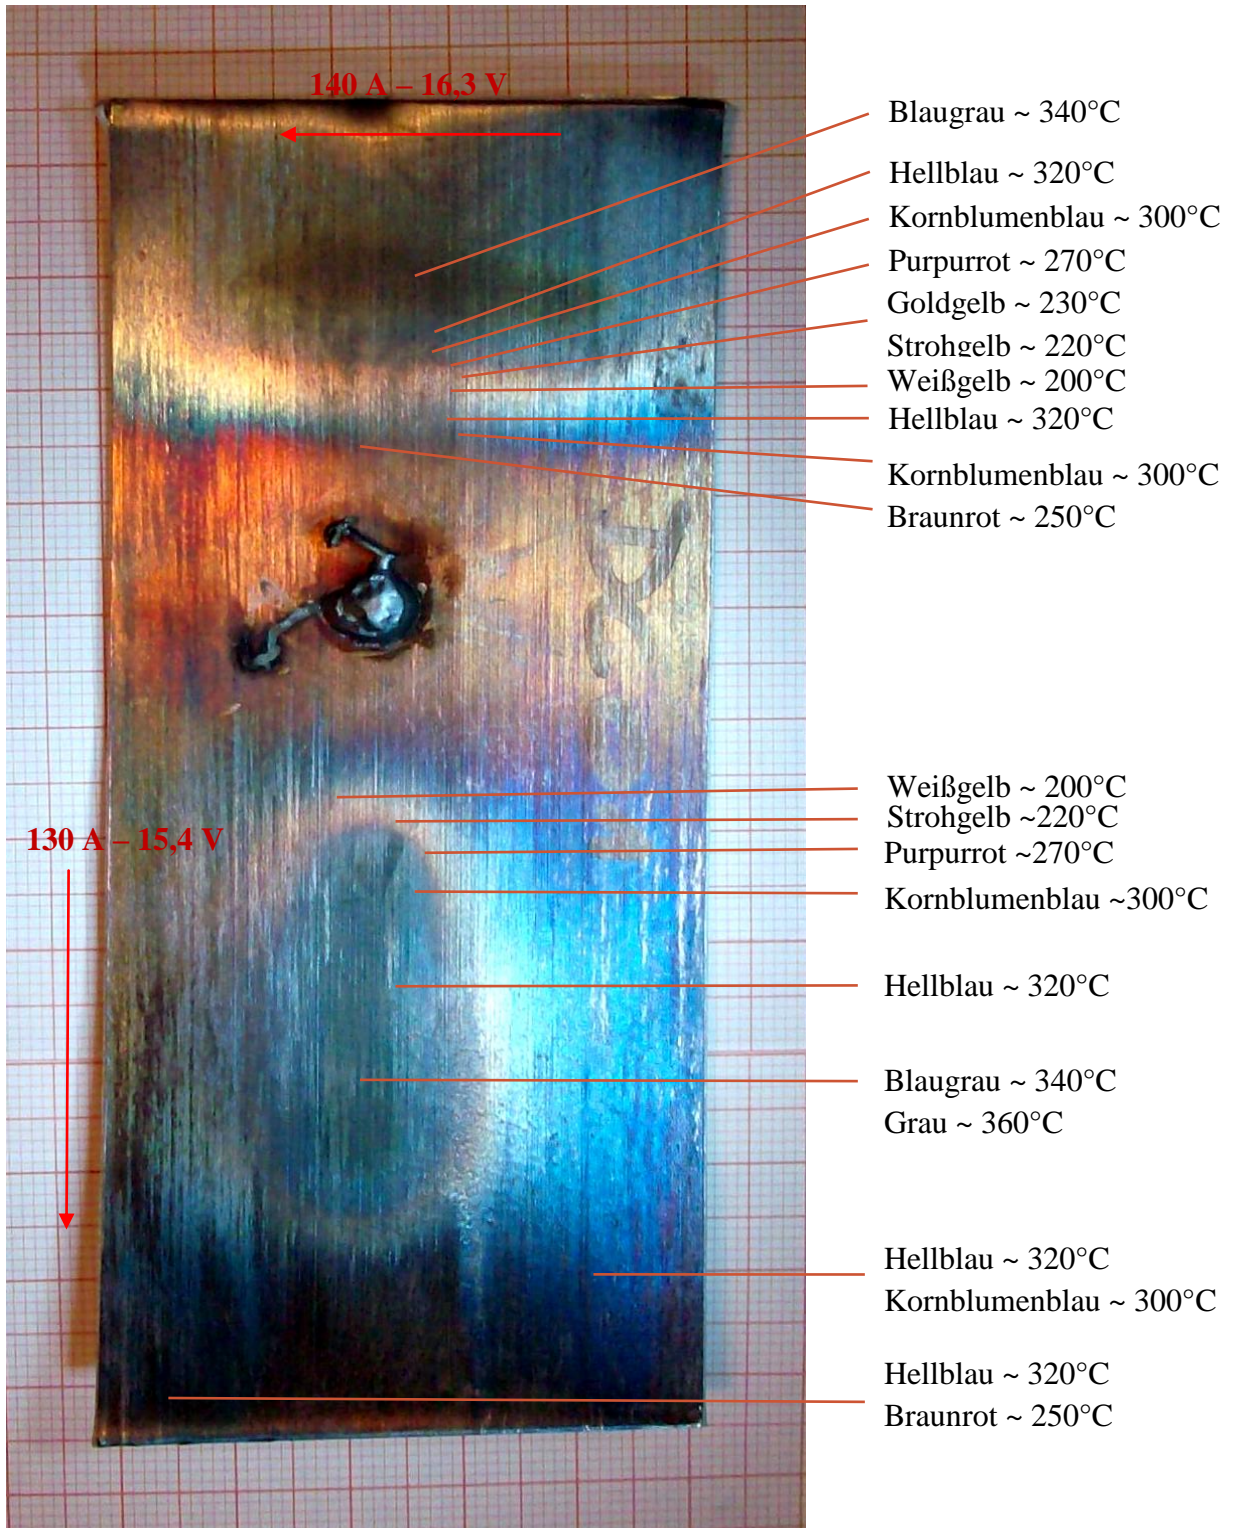 140 A – 16,3 V
Blaugrau ~ 340°C
Hellblau ~ 320°C
Kornblumenblau ~ 300°C
Purpurrot ~ 270°C
Goldgelb ~ 230°C
Strohgelb ~ 220°C
Weißgelb ~ 200°C
Hellblau ~ 320°C
Kornblumenblau ~ 300°C
Braunrot ~ 250°C
Weißgelb ~ 200°C
Strohgelb ~220°C
130 A – 15,4 V
Purpurrot ~270°C
Kornblumenblau ~300°C
Hellblau ~ 320°C
Blaugrau ~ 340°C
Grau ~ 360°C
Hellblau ~ 320°C
Kornblumenblau ~ 300°C
Hellblau ~ 320°C
Braunrot ~ 250°C